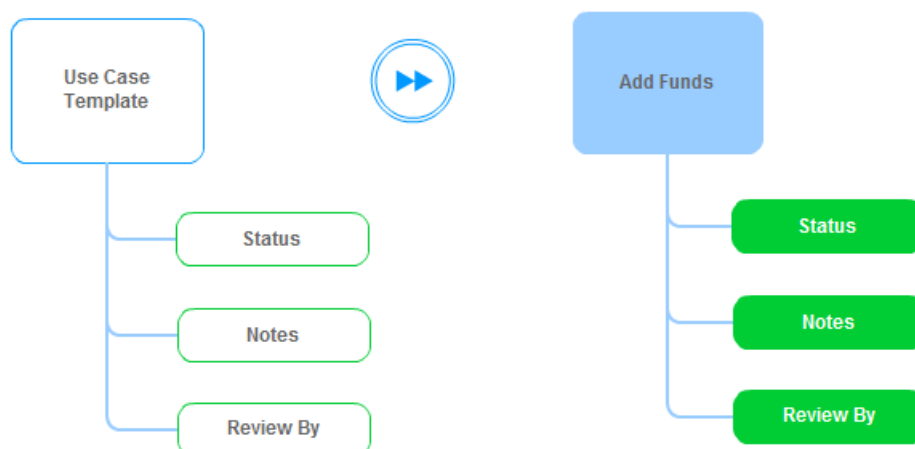 Use Case
Template
Status
Notes
Review By
Add Funds
Status
Notes
Review By